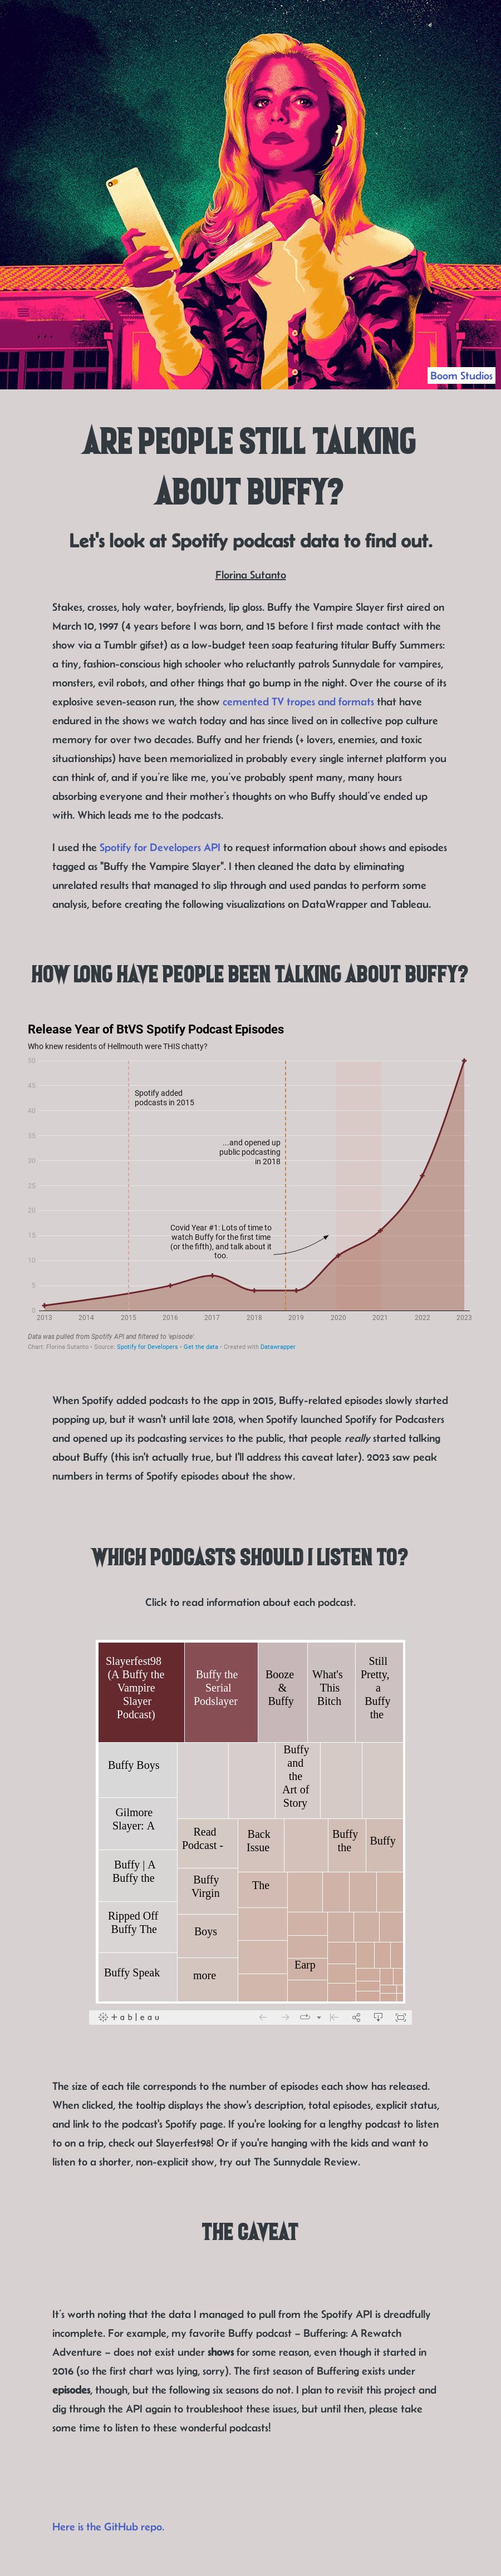 Boom Studios
ARE PEOPLE STILL TALKING
ABOUT BUFFY?
Let's look at Spotify podcast data to find out.
Florina Sutanto
Stakes, crosses, holy water, boyfriends, lip gloss. Buffy the Vampire Slayer first aired on
March 10, 1997 (4 years before I was born, and 15 before I first made contact with the
show via a Tumblr gifset) as a low-budget teen soap featuring titular Buffy Summers:
a tiny, fashion-conscious high schooler who reluctantly patrols Sunnydale for vampires,
monsters, evil robots, and other things that go bump in the night. Over the course of its
explosive seven-season run, the show cemented TV tropes and formats that have
endured in the shows we watch today and has since lived on in collective pop culture
memory for over two decades. Buffy and her friends (+ lovers, enemies, and toxic
situationships) have been memorialized in probably every single internet platform you
can think of, and if you're like me, you've probably spent many, many hours
absorbing everyone and their mother's thoughts on who Buffy should've ended up
with. Which leads me to the podcasts.
I used the Spotify for Developers API to request information about shows and episodes
tagged as "Buffy the Vampire Slayer". I then cleaned the data by eliminating
unrelated results that managed to slip through and used pandas to perform some
analysis, before creating the following visualizations on DataWrapper and Tableau.
HOW LONG HAVE PEOPLE BEEN TALKING ABOUT BUFFY?
Release Year of BtVS Spotify Podcast Episodes
Who knew residents of Hellmouth were THIS chatty?
50
45
40
35
30
25
20
15
10
5
0
Spotify added
podcasts in 2015
...and opened up
public podcasting
in 2018
Covid Year #1: Lots of time to
watch Buffy for the first time
(or the fifth), and talk about it
too.
2013 2014 2015 2016 2017 2018 2019 2020 2021 2022 2023
Data was pulled from Spotify API and filtered to 'episode'.
Chart: Florina Sutanto • Source: Spotify for Developers • Get the data • Created with Datawrapper
When Spotify added podcasts to the app in 2015, Buffy-related episodes slowly started
popping up, but it wasn't until late 2018, when Spotify launched Spotify for Podcasters
and opened up its podcasting services to the public, that people really started talking
about Buffy (this isn't actually true, but I'll address this caveat later). 2023 saw peak
numbers in terms of Spotify episodes about the show.
WHICH PODCASTS SHOULD I LISTEN TO?
Click to read information about each podcast.
Slayerfest98
(A Buffy the
Vampire
Slayer
Podcast)
Buffy the
Serial
Podslayer
Booze
&
Buffy
What's
This
Bitch
Still
Pretty,
a
Buffy
the
Buffy Boys
Gilmore
Slayer: A
Buffy | A
Buffy the
Ripped Off
Buffy The
Buffy Speak
Buffy
and
the
Art of
Story
Read
Podcast -
Buffy
Virgin
Boys
more
Back
Issue
The
Buffy
the
Buffy
Earp
+ableau
The size of each tile corresponds to the number of episodes each show has released.
When clicked, the tooltip displays the show's description, total episodes, explicit status,
and link to the podcast's Spotify page. If you're looking for a lengthy podcast to listen
to on a trip, check out Slayerfest98! Or if you're hanging with the kids and want to
listen to a shorter, non-explicit show, try out The Sunnydale Review.
THE CAVEAT
It's worth noting that the data I managed to pull from the Spotify API is dreadfully
incomplete. For example, my favorite Buffy podcast – Buffering: A Rewatch
Adventure – does not exist under shows for some reason, even though it started in
2016 (so the first chart was lying, sorry). The first season of Buffering exists under
episodes, though, but the following six seasons do not. I plan to revisit this project and
dig through the API again to troubleshoot these issues, but until then, please take
some time to listen to these wonderful podcasts!
Here is the GitHub repo.